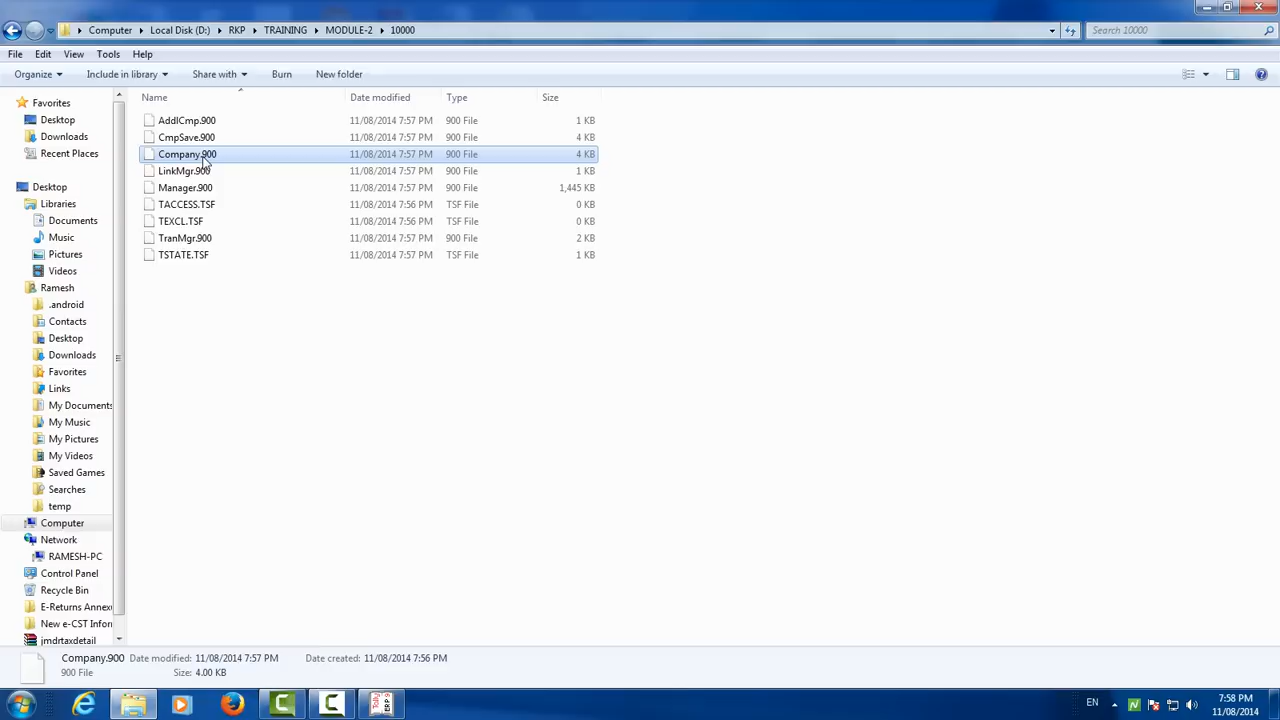 Computer Local Disk (D:) RKP TRAINING MODULE-2 10000 Search 10000
File Edit View Tools Help
Organize Include in library Share with Burn New folder
Name Date modified Type Size
AddlCmp.900 11/08/2014 7:57 PM 900 File 1 KB
CmpSave.900 11/08/2014 7:57 PM 900 File 4 KB
Company.900 11/08/2014 7:57 PM 900 File 4 KB
LinkMgr.900 11/08/2014 7:57 PM 900 File 1 KB
Manager.900 11/08/2014 7:57 PM 900 File 1,445 KB
TACCESS.TSF 11/08/2014 7:56 PM TSF File 0 KB
TEXCL.TSF 11/08/2014 7:56 PM TSF File 0 KB
TranMgr.900 11/08/2014 7:57 PM 900 File 2 KB
TSTATE.TSF 11/08/2014 7:57 PM TSF File 1 KB
Favorites
Desktop
Downloads
Recent Places
Desktop
Libraries
Documents
Music
Pictures
Videos
Ramesh
.android
Contacts
Desktop
Downloads
Favorites
Links
My Documents
My Music
My Pictures
My Videos
Saved Games
Searches
temp
Computer
Network
RAMESH-PC
Control Panel
Recycle Bin
E-Returns Annex
New e-CST Infor
jmdrtaxdetail
Company.900 Date modified: 11/08/2014 7:57 PM Date created: 11/08/2014 7:56 PM
900 File Size: 4.00 KB
Tally
ERP 9
EN
7:58 PM
11/08/2014